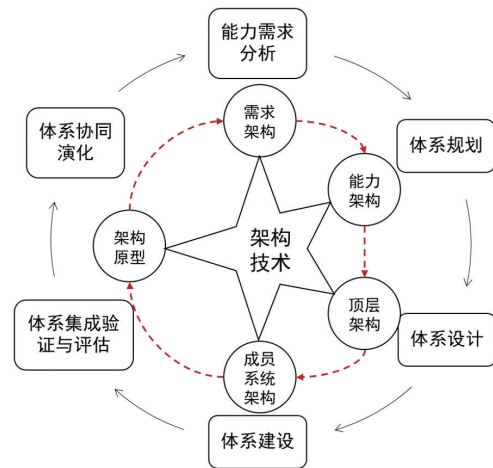 能力需求
分析
需求
架构
体系协同
演化
体系规划
能力
架构
架构
原型
架构
技术
顶层
架构
体系集成验
证与评估
体系设计
成员
系统
架构
体系建设